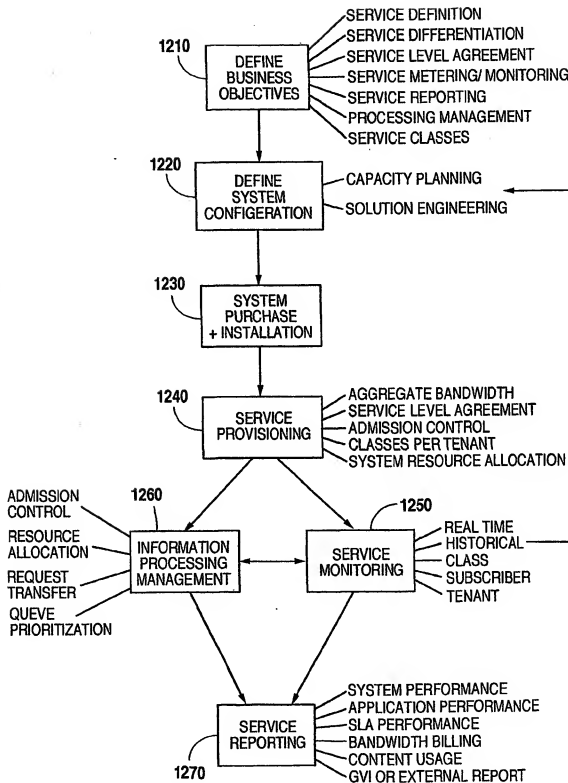 1210
DEFINE
BUSINESS
OBJECTIVES
SERVICE DEFINITION
SERVICE DIFFERENTIATION
SERVICE LEVEL AGREEMENT
SERVICE METERING/ MONITORING
SERVICE REPORTING
PROCESSING MANAGEMENT
SERVICE CLASSES
1220
DEFINE
SYSTEM
CONFIGERATION
CAPACITY PLANNING
SOLUTION ENGINEERING
1230
SYSTEM
PURCHASE
+ INSTALLATION
1240
SERVICE
PROVISIONING
AGGREGATE BANDWIDTH
SERVICE LEVEL AGREEMENT
ADMISSION CONTROL
CLASSES PER TENANT
SYSTEM RESOURCE ALLOCATION
1260
ADMISSION
CONTROL
RESOURCE
ALLOCATION
REQUEST
TRANSFER
QUEVE
PRIORITIZATION
INFORMATION
PROCESSING
MANAGEMENT
1250
SERVICE
MONITORING
REAL TIME
HISTORICAL
CLASS
SUBSCRIBER
TENANT
SERVICE
REPORTING
1270
SYSTEM PERFORMANCE
APPLICATION PERFORMANCE
SLA PERFORMANCE
BANDWIDTH BILLING
CONTENT USAGE
GVI OR EXTERNAL REPORT